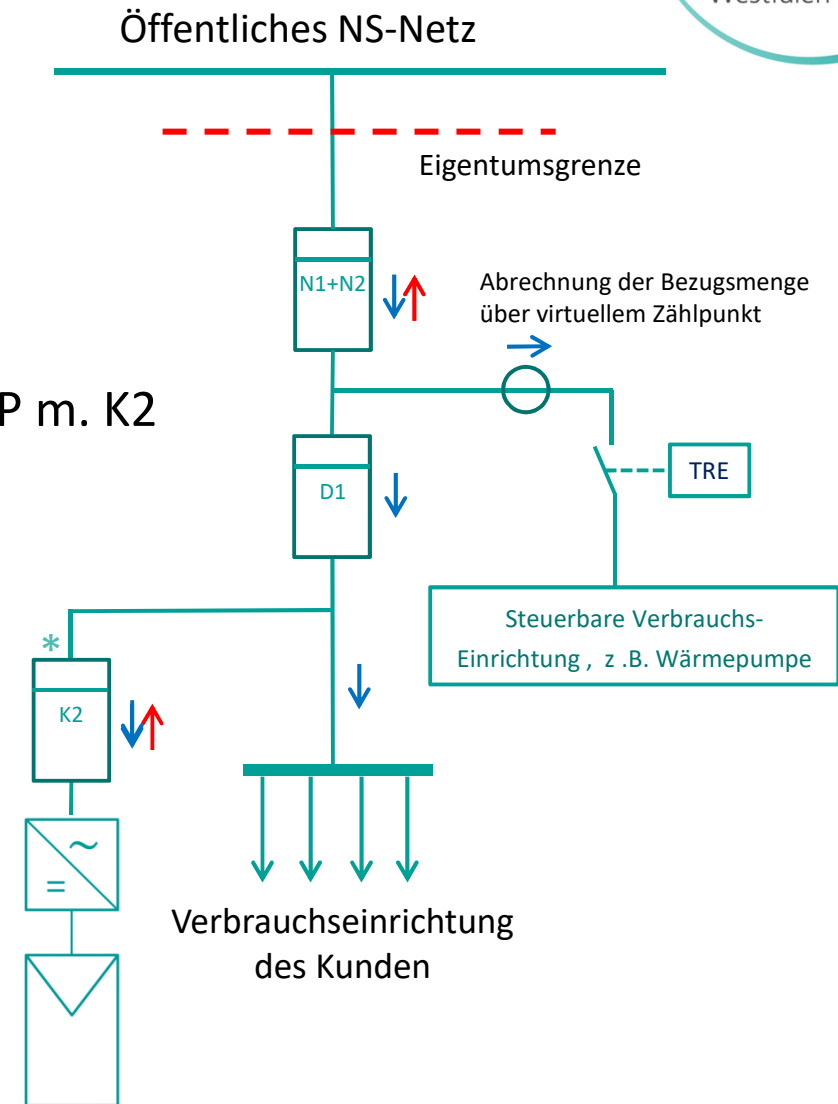 Westfalen
Öffentliches NS-Netz
Eigentumsgrenze
N1+N2
Abrechnung der Bezugsmenge
über virtuellem Zählpunkt
P m. K2
D1
TRE
Steuerbare Verbrauchs-
Einrichtung , z .B. Wärmepumpe
*
K2
~
=
Verbrauchseinrichtung
des Kunden